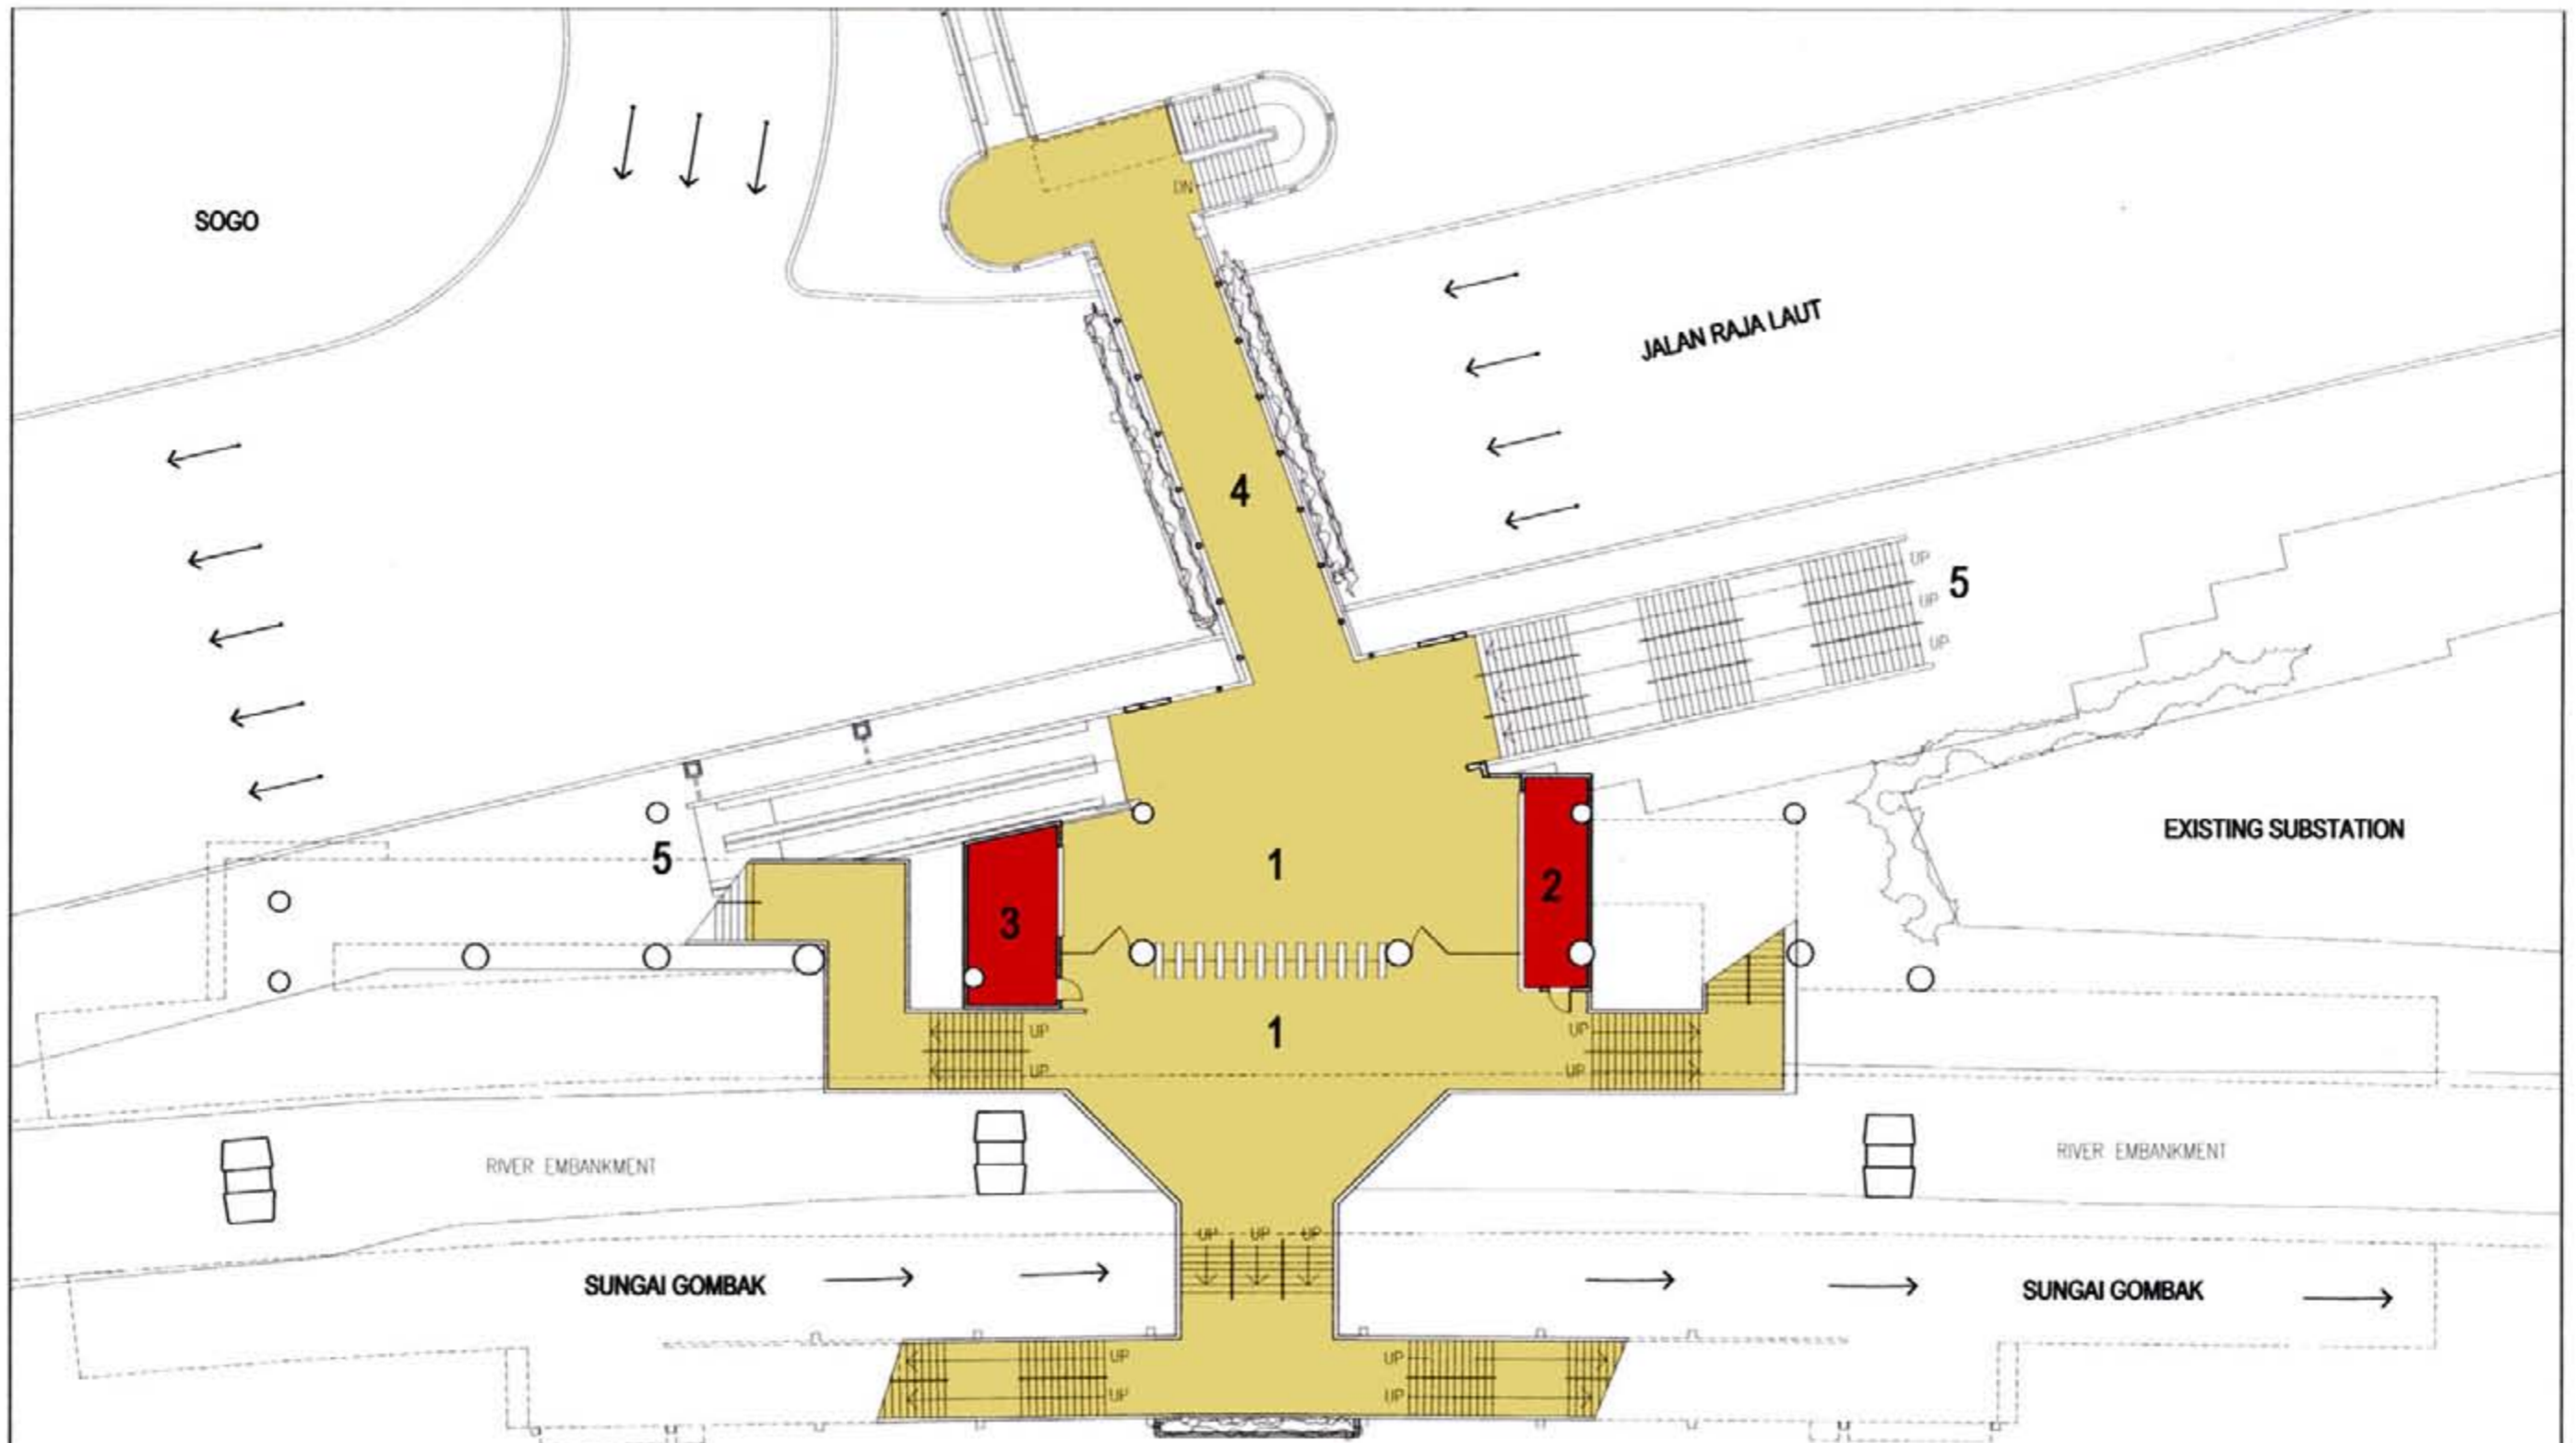 DN
SOGO
JALAN RAJA LAUT
4
UP
5
UP
UP
EXISTING SUBSTATION
5
1
2
3
1
UP
UP
UP
UP
RIVER EMBANKMENT
RIVER EMBANKMENT
UP UP UP
SUNGAI GOMBAK
SUNGAI GOMBAK
UP
UP
UP
UP